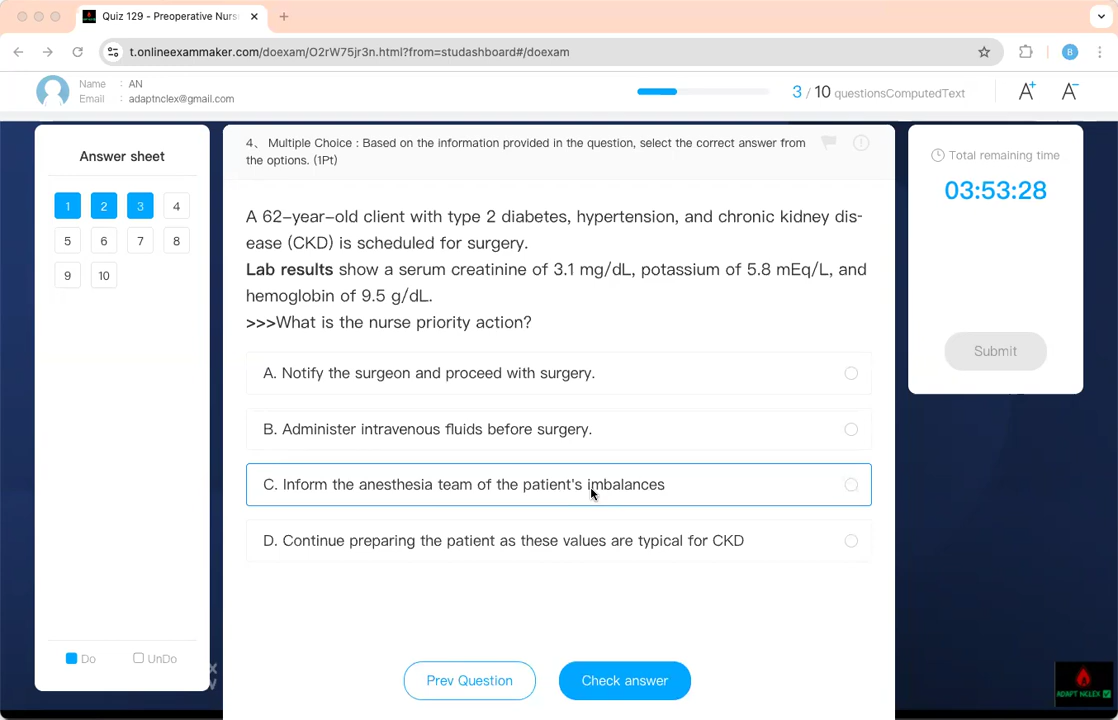 Quiz 129 - Preoperative Nurs
t.onlineexammaker.com/doexam/O2rW75jr3n.html?from=studashboard#/doexam
B
Name : AN
Email : adaptnclex@gmail.com
3 / 10 questionsComputedText
A+ A-
Answer sheet
1 2 3 4
5 6 7 8
9 10
Do UnDo
4、 Multiple Choice : Based on the information provided in the question, select the correct answer from
the options. (1Pt)
A 62-year-old client with type 2 diabetes, hypertension, and chronic kidney dis-
ease (CKD) is scheduled for surgery.
Lab results show a serum creatinine of 3.1 mg/dL, potassium of 5.8 mEq/L, and
hemoglobin of 9.5 g/dL.
>>>What is the nurse priority action?
A. Notify the surgeon and proceed with surgery.
B. Administer intravenous fluids before surgery.
C. Inform the anesthesia team of the patient's imbalances
D. Continue preparing the patient as these values are typical for CKD
Prev Question
Check answer
Total remaining time
03:53:28
Submit
ADAPT NCLEX